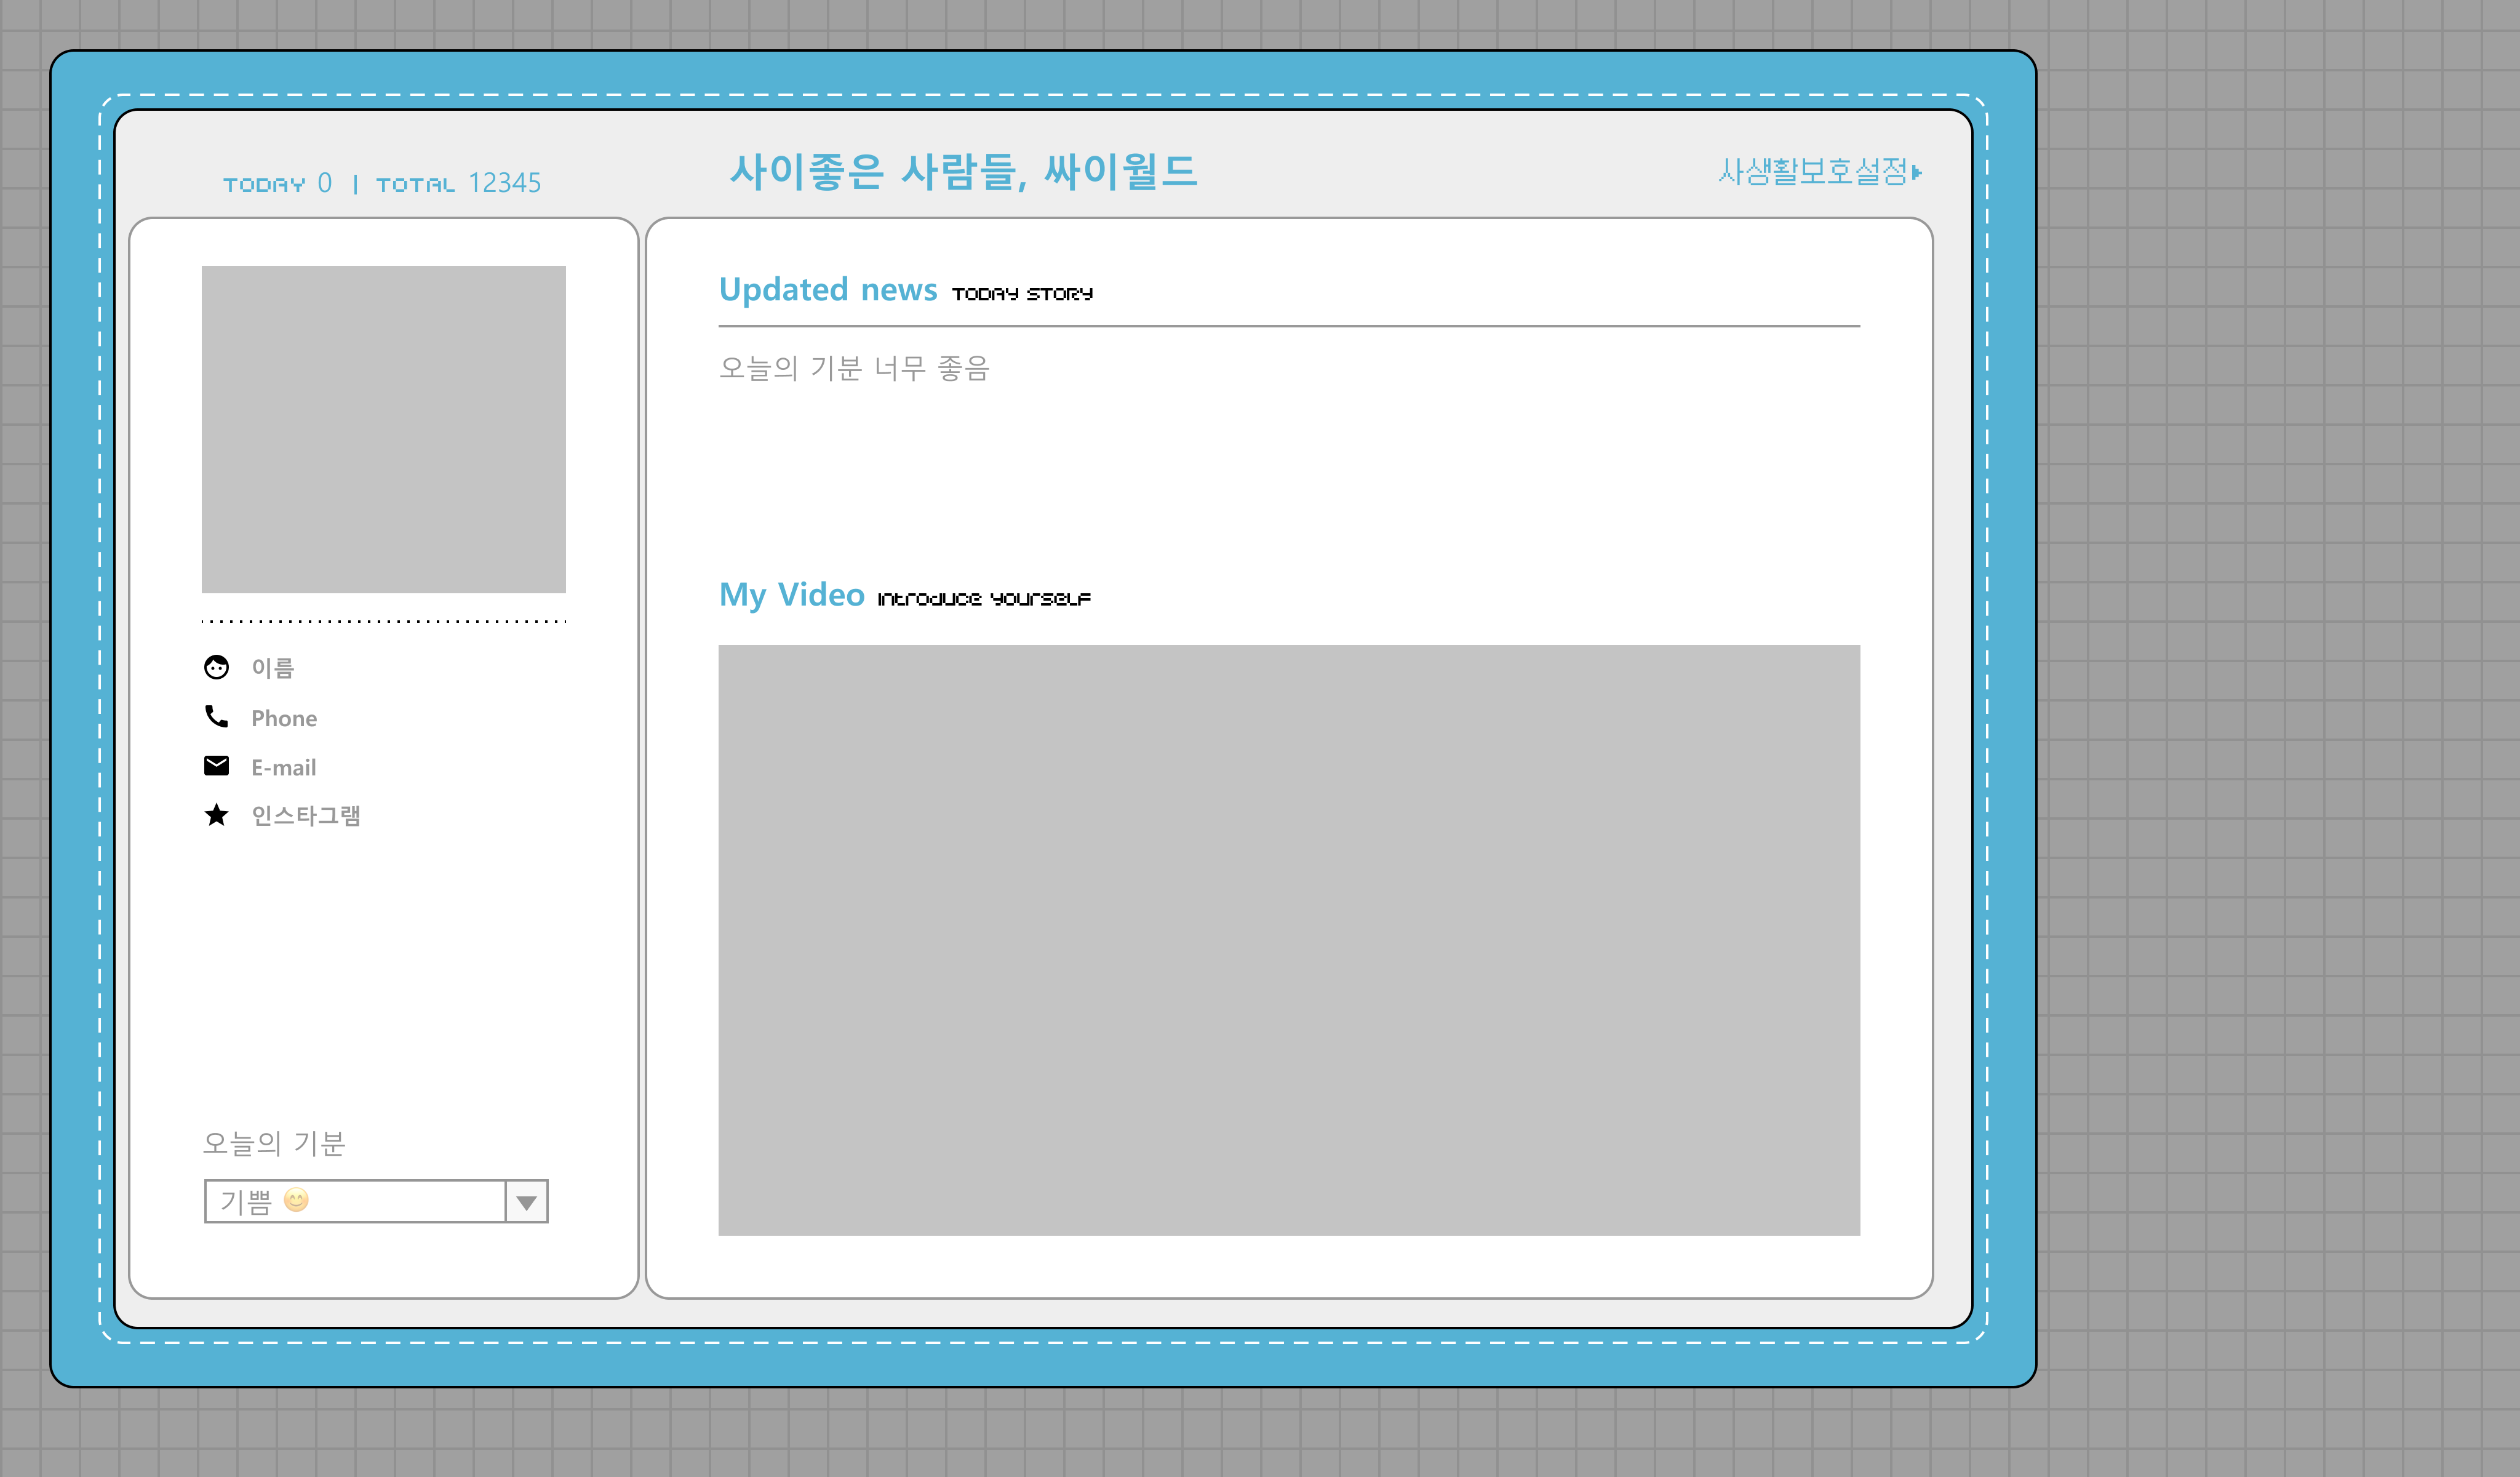 TODAY 0 | TOTAL 12345
사이좋은 사람들, 싸이월드
사생활보호설정▶
이름
Phone
E-mail
인스타그램
오늘의 기분
기쁨 😊
Updated news TODAY STORY
오늘의 기분 너무 좋음
My Video introduce yourself